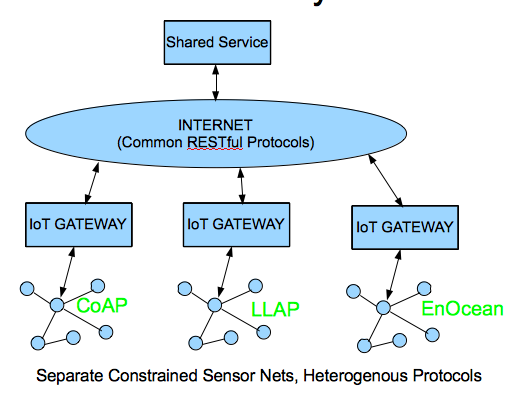 Shared Service
INTERNET
(Common RESTful Protocols)
IoT GATEWAY
IoT GATEWAY
IoT GATEWAY
CoAP
LLAP
EnOcean
Separate Constrained Sensor Nets, Heterogenous Protocols